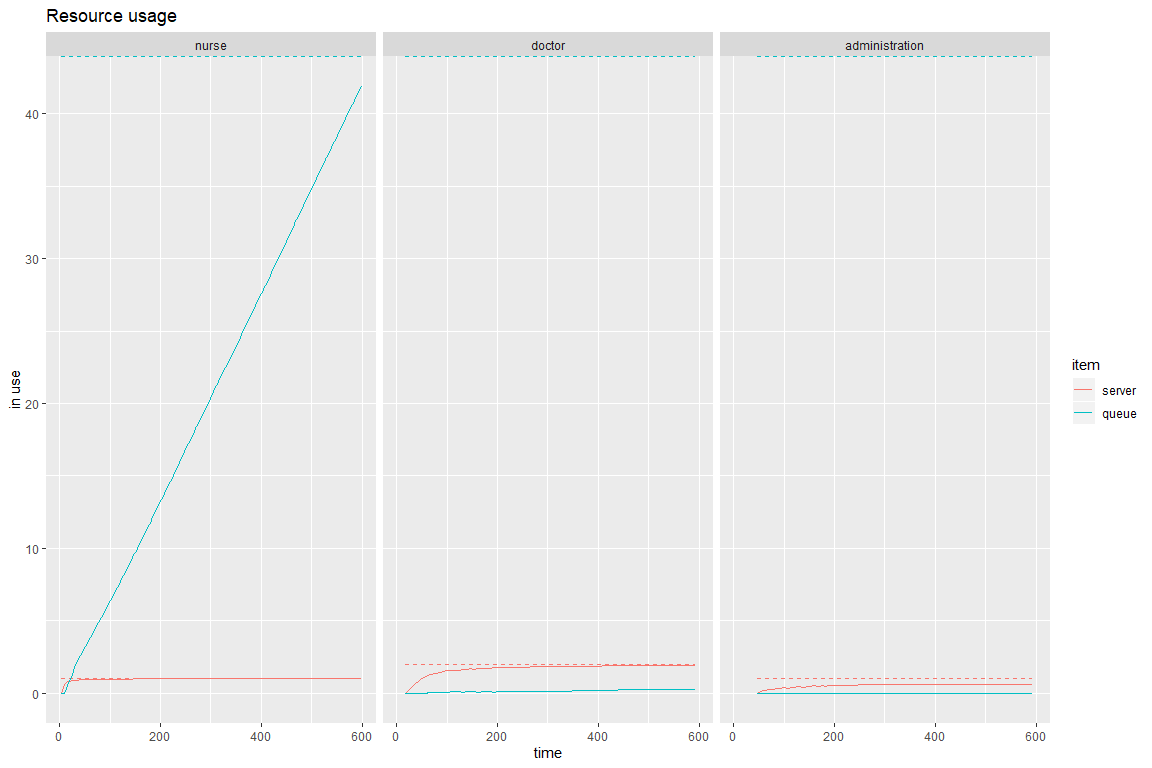 Resource usage
nurse doctor administration
40
30
20
10
0
in use
0 200 400 600 0 200 400 600 0 200 400 600
time
item
server
queue